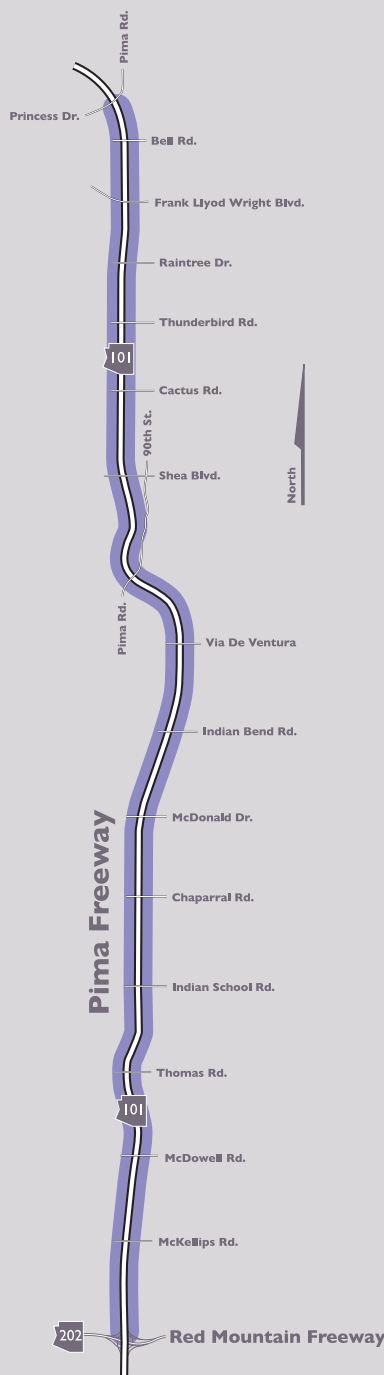 Pima Rd.
Princess Dr.
Bell Rd.
Frank Llyod Wright Blvd.
Raintree Dr.
Thunderbird Rd.
101
Cactus Rd.
90th St.
Shea Blvd.
North
Pima Rd.
Via De Ventura
Indian Bend Rd.
McDonald Dr.
Pima Freeway
Chaparral Rd.
Indian School Rd.
Thomas Rd.
101
McDowell Rd.
McKellips Rd.
202
Red Mountain Freeway